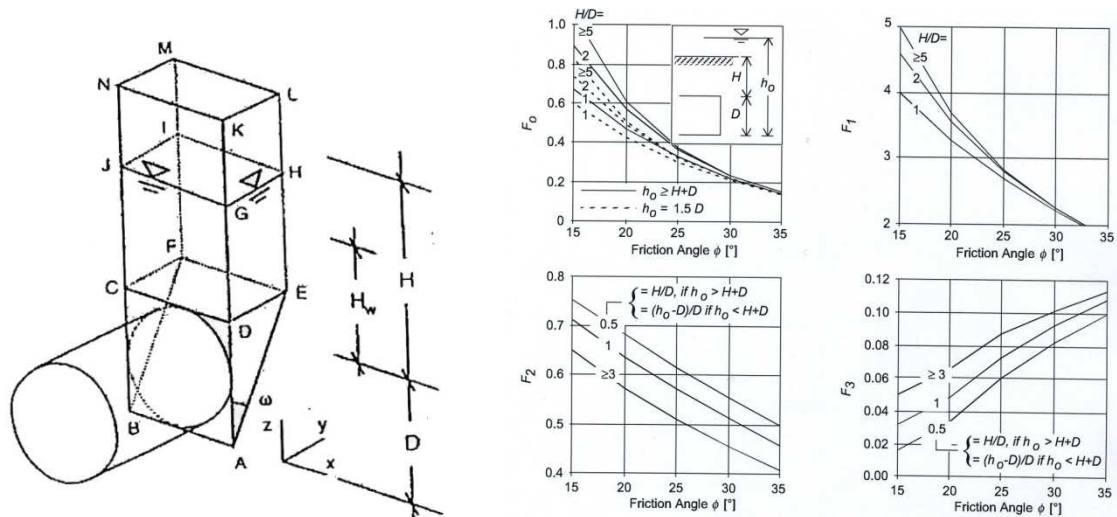 M
N
L
K
I
J
H
G
F
C
E
D
B
A
ω
z
y
x
H
H_w
D
H/D=
≥5
2
≥5
2
1
1
1.0
0.8
0.6
0.4
0.2
0
F_o
H
D
h_o
h_o ≥ H+D
h_o = 1.5 D
15 20 25 30 35
Friction Angle ϕ [°]
H/D=
≥5
2
1
5
4
3
2
F_1
15 20 25 30 35
Friction Angle ϕ [°]
0.8
0.7
0.6
0.5
0.4
F_2
= H/D, if h_o > H+D
= (h_o-D)/D if h_o < H+D
0.5
1
≥3
15 20 25 30 35
Friction Angle ϕ [°]
0.12
0.10
0.08
0.06
0.04
0.02
0.00
F_3
≥ 3
1
0.5
= H/D, if h_o > H+D
= (h_o-D)/D if h_o < H+D
15 20 25 30 35
Friction Angle ϕ [°]